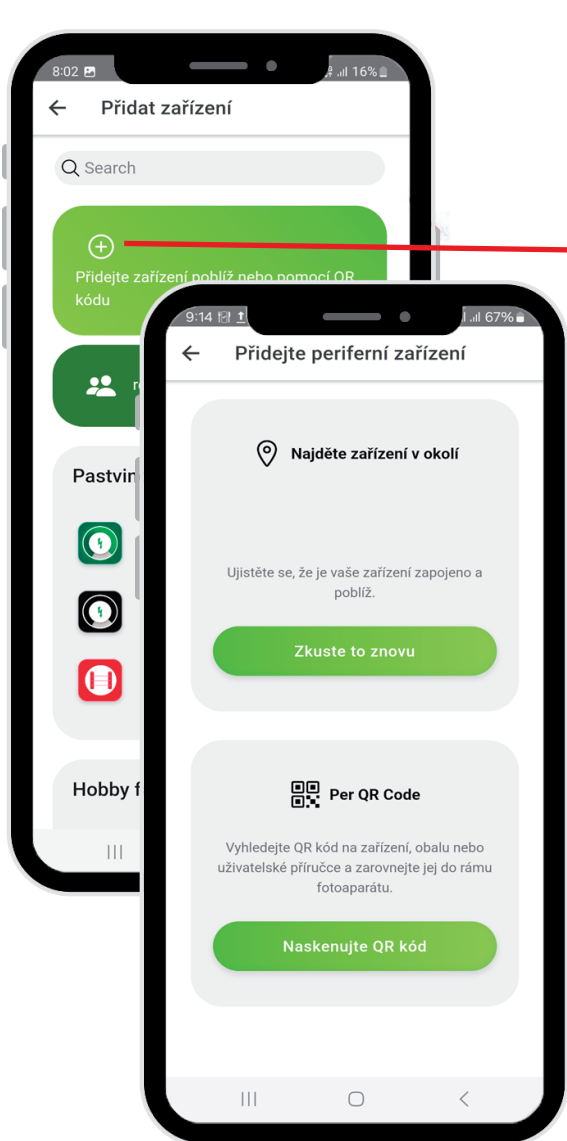 8:02
16%
Přidat zařízení
Search
Přidejte zařízení poblíž nebo pomocí QR
kódu
Pastvin
Hobby f
9:14
67%
Přidejte periferní zařízení
Najděte zařízení v okolí
Ujistěte se, že je vaše zařízení zapojeno a
poblíž.
Zkuste to znovu
Per QR Code
Vyhledejte QR kód na zařízení, obalu nebo
uživatelské příručce a zarovnejte jej do rámu
fotoaparátu.
Naskenujte QR kód